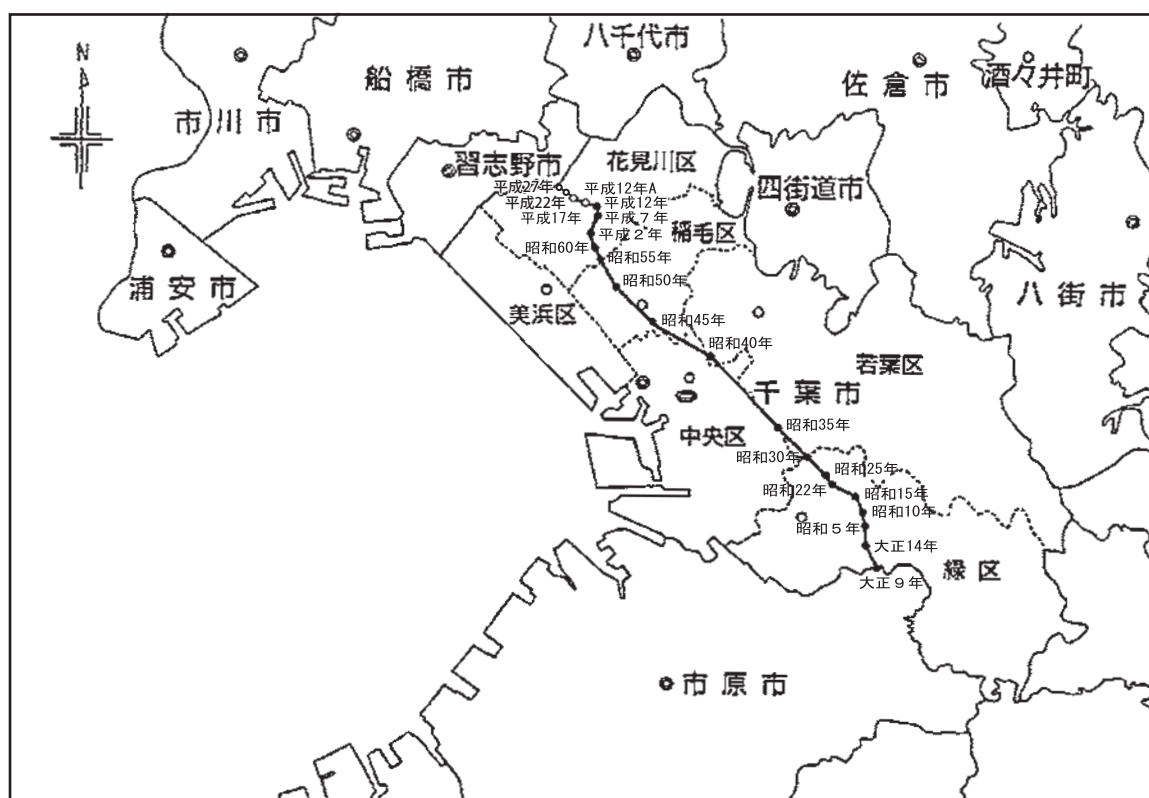 N
八千代市
船橋市
佐倉市
酒々井町
市川市
習志野市
花見川区
四街道市
平成27年
平成12年A
平成22年
平成12年
平成17年
平成7年
稲毛区
平成2年
昭和60年
昭和55年
浦安市
昭和50年
八街市
美浜区
昭和45年
昭和40年
若葉区
千葉市
昭和35年
中央区
昭和30年
昭和25年
昭和22年
昭和15年
昭和10年
昭和5年
大正14年
緑区
大正9年
市原市